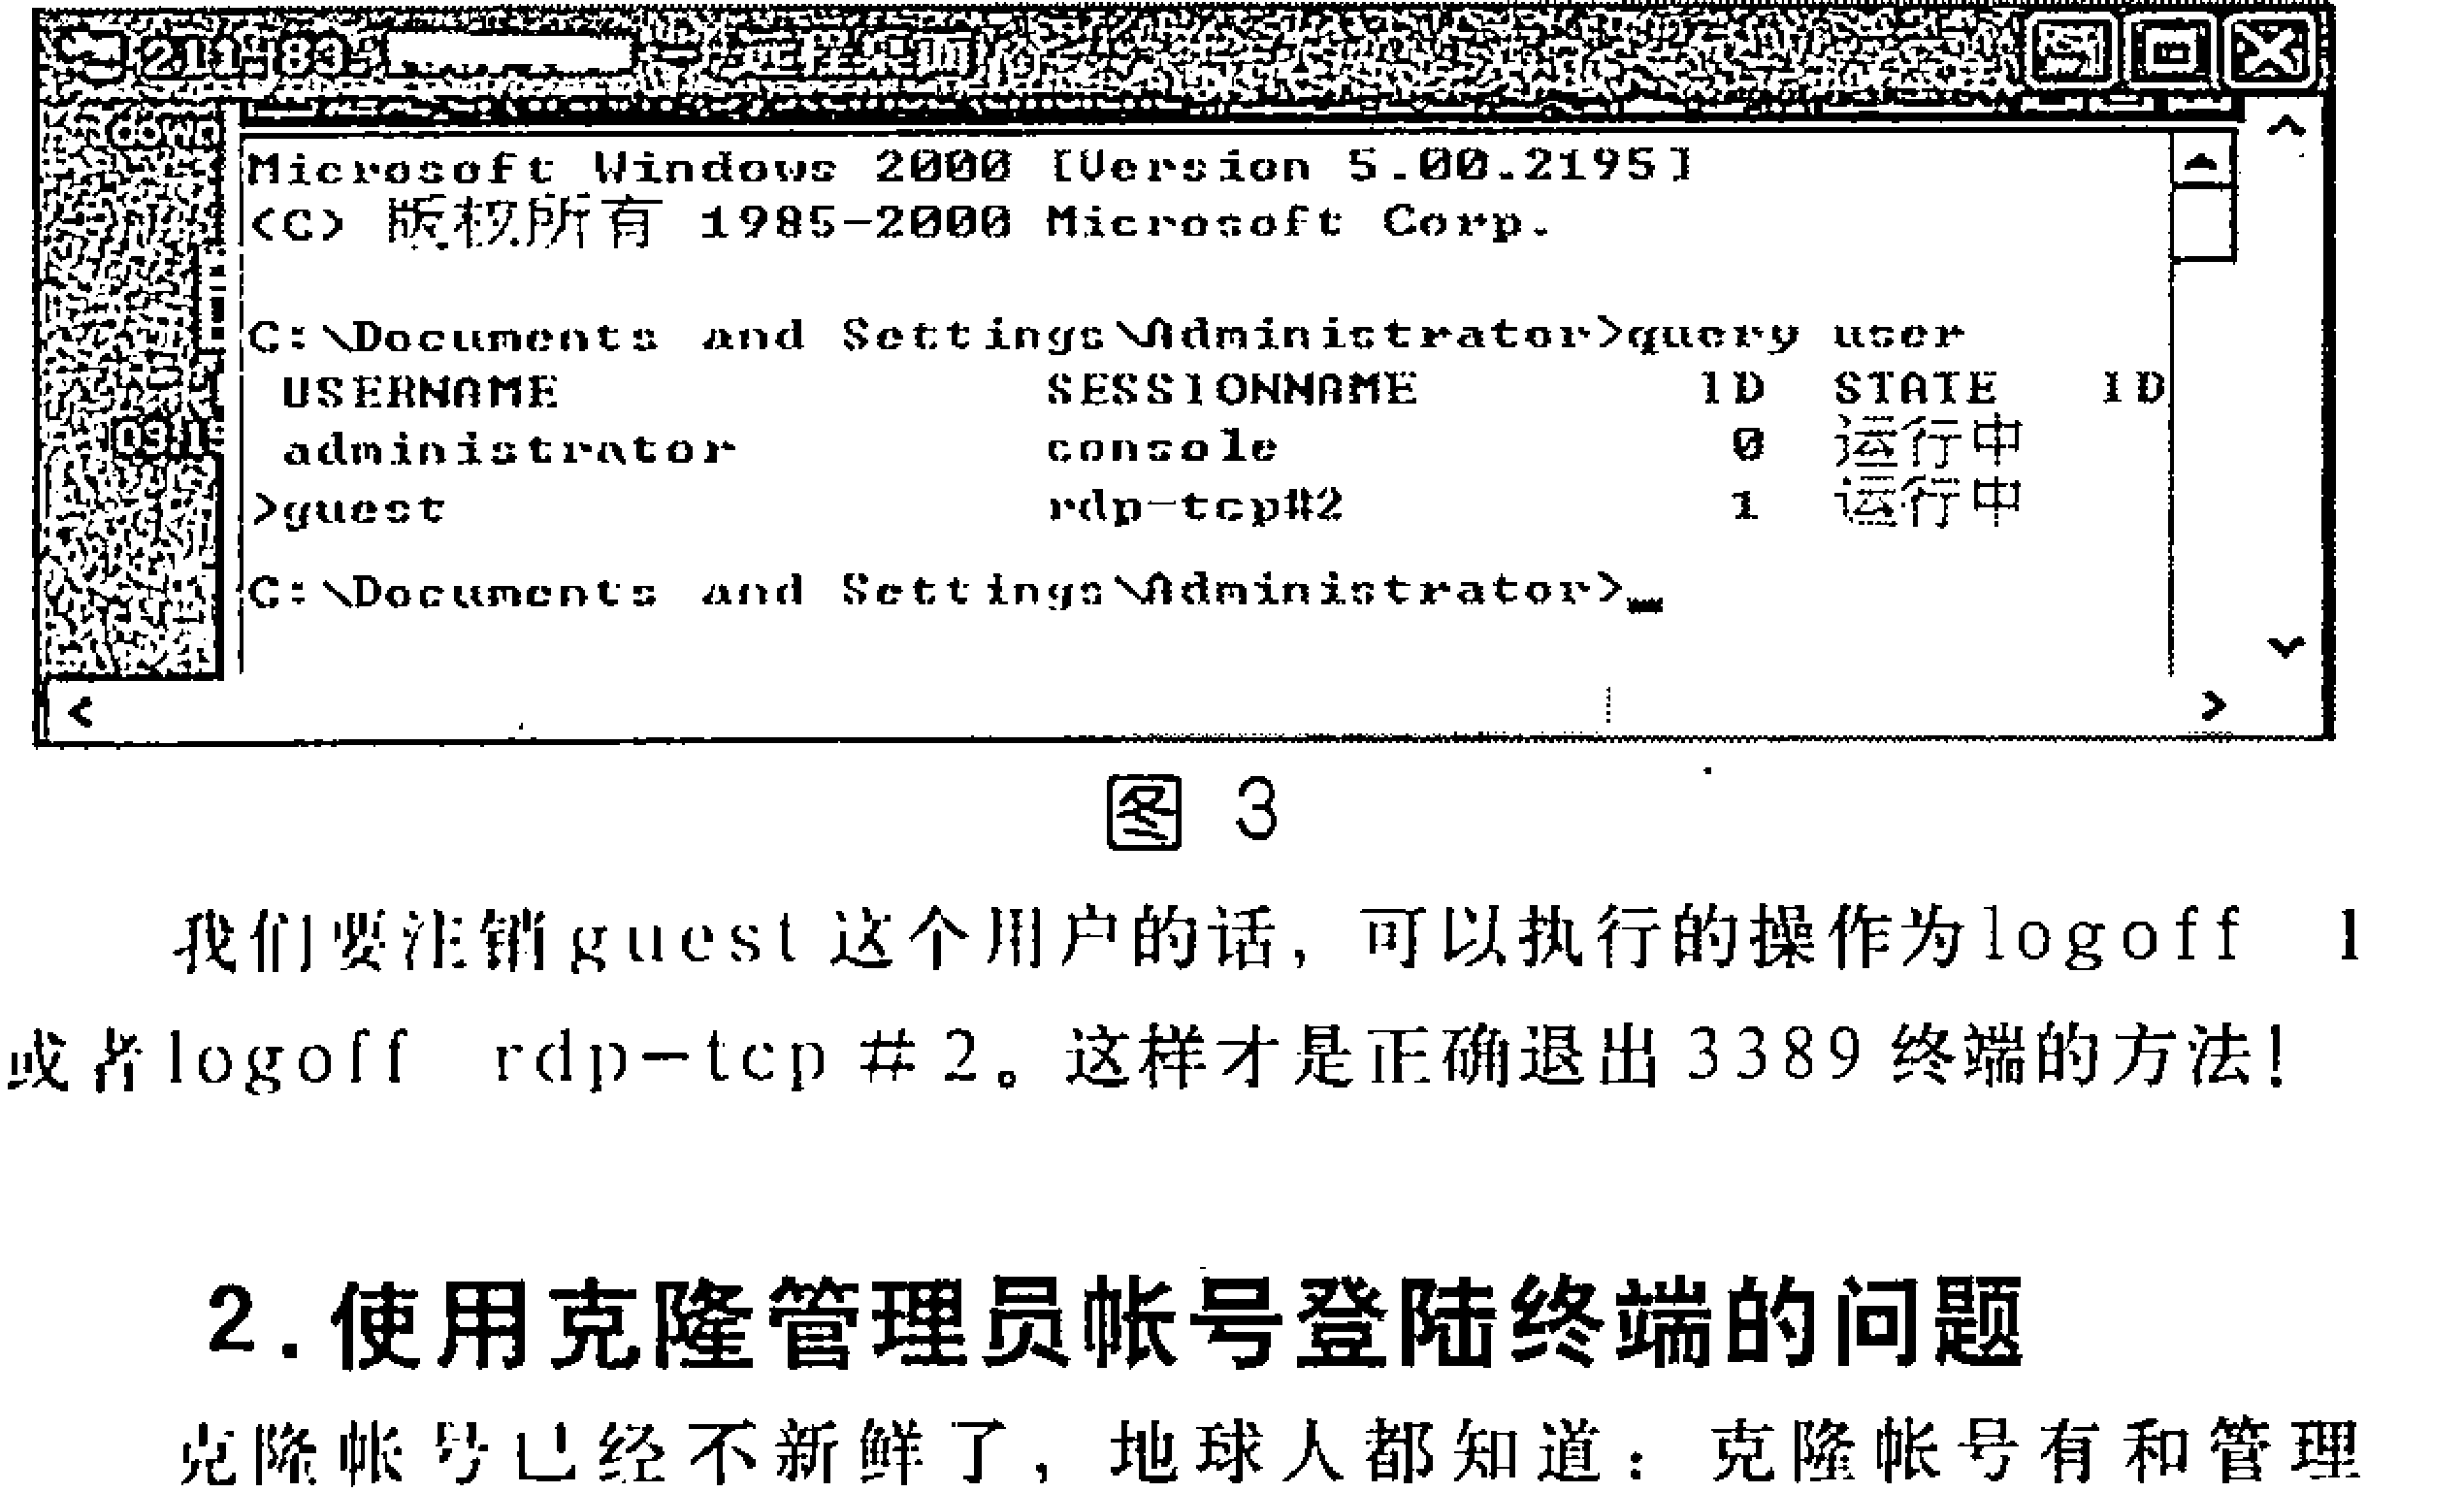 211.83. - 远程桌面
Microsoft Windows 2000 [Version 5.00.2195]
(C) 版权所有 1985-2000 Microsoft Corp.
C:\Documents and Settings\Administrator>query user
USERNAME SESSIONNAME ID STATE ID
administrator console 0 运行中
>guest rdp-tcp#2 1 运行中
C:\Documents and Settings\Administrator>_
图 3
我们要注销guest这个用户的话，可以执行的操作为logoff 1
或者logoff rdp-tcp＃2。这样才是正确退出3389终端的方法！
2.使用克隆管理员帐号登陆终端的问题
克隆帐号已经不新鲜了，地球人都知道：克隆帐号有和管理